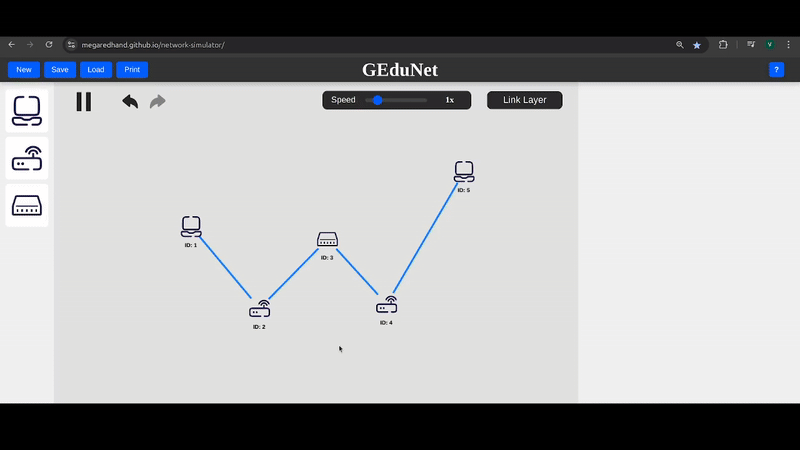 megaredhand.github.io/network-simulator/
V
New Save Load Print GEduNet ?
Speed 1x Link Layer
ID: 5
ID: 1
ID: 3
ID: 4
ID: 2